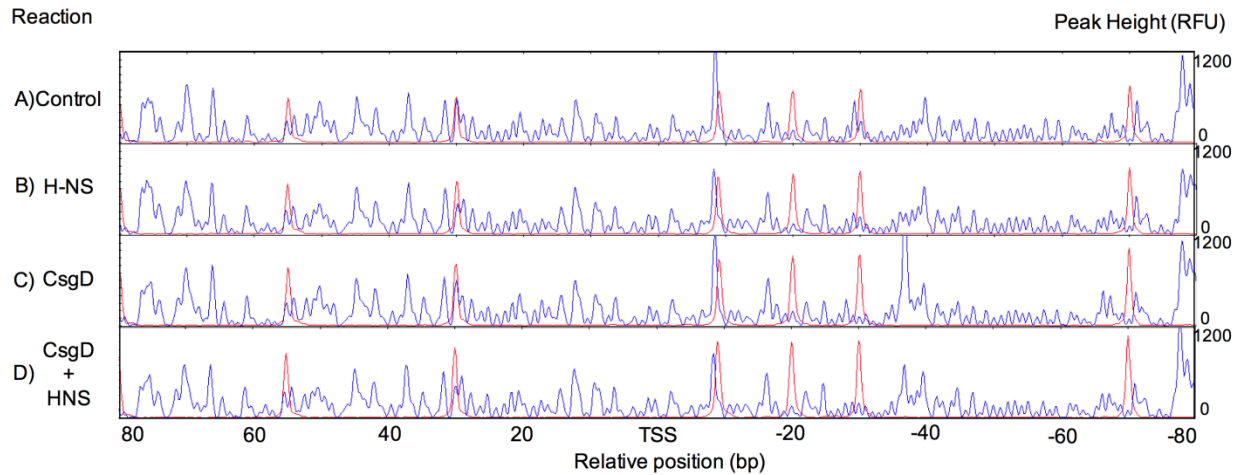 Reaction
Peak Height (RFU)
A)Control
1200
0
B) H-NS
1200
0
C) CsgD
1200
0
D) CsgD
+
HNS
1200
0
80 60 40 20 TSS -20 -40 -60 -80
Relative position (bp)